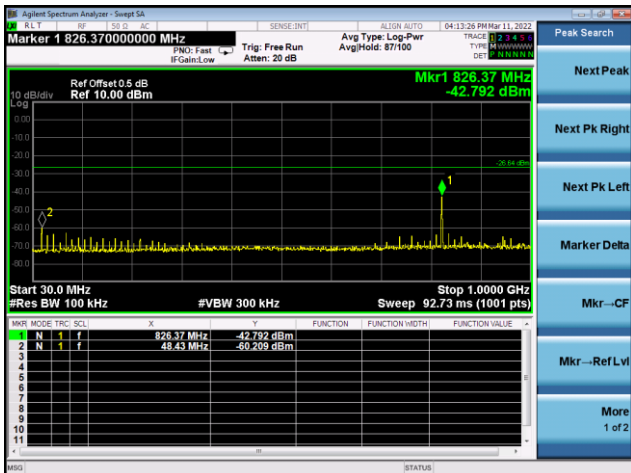 Agilent Spectrum Analyzer - Swept SA
RLT RF 50 Ω AC SENSE:INT ALIGN AUTO 04:13:26 PM Mar 11, 2022
Marker 1 826.370000000 MHz
PNO: Fast
IFGain:Low
Trig: Free Run
Atten: 20 dB
Avg Type: Log-Pwr
Avg|Hold: 87/100
TRACE 1 2 3 4 5 6
TYPE M W W W W W
DET P N N N N N
Ref Offset 0.5 dB
10 dB/div Ref 10.00 dBm
Log
Mkr1 826.37 MHz
-42.792 dBm
0.00
-10.0
-20.0
-26.64 dBm
-30.0
1
-40.0
-50.0
2
-60.0
-70.0
-80.0
Start 30.0 MHz Stop 1.0000 GHz
#Res BW 100 kHz #VBW 300 kHz Sweep 92.73 ms (1001 pts)
MKR MODE TRC SCL X Y FUNCTION FUNCTION WIDTH FUNCTION VALUE
1 N 1 f 826.37 MHz -42.792 dBm
2 N 1 f 48.43 MHz -60.209 dBm
3
4
5
6
7
8
9
10
11
MSG STATUS
Peak Search
Next Peak
Next Pk Right
Next Pk Left
Marker Delta
Mkr→CF
Mkr→Ref Lvl
More
1 of 2